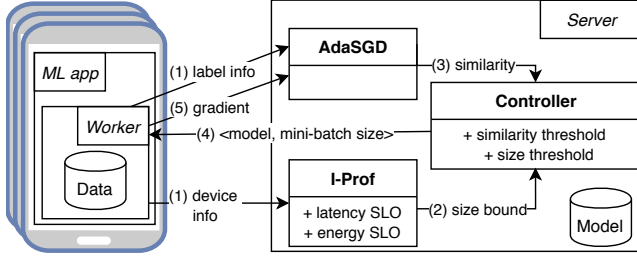 Server
ML app
AdaSGD
(1) label info
(3) similarity
(5) gradient
Controller
Worker
(4) <model, mini-batch size>
+ similarity threshold
+ size threshold
Data
I-Prof
(1) device
info
+ latency SLO
+ energy SLO
(2) size bound
Model